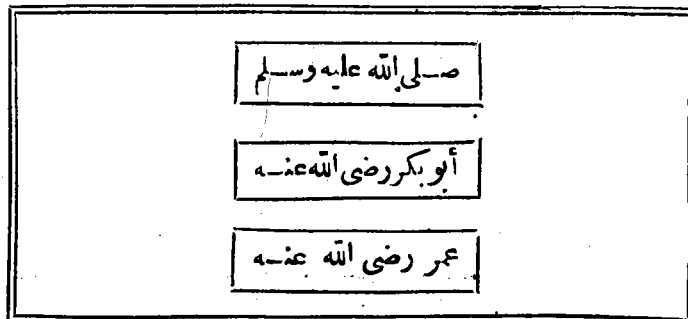 صلى الله عليه وسلم
أبو بكر رضى الله عنه
عمر رضى الله عنه